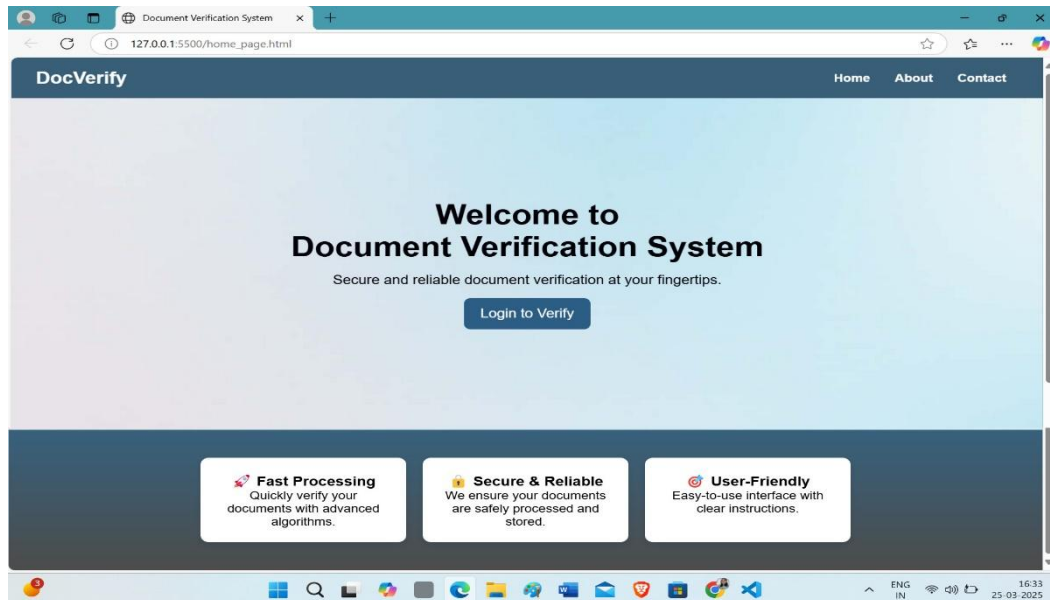 Document Verification System
127.0.0.1:5500/home_page.html
DocVerify
Home About Contact
Welcome to
Document Verification System
Secure and reliable document verification at your fingertips.
Login to Verify
🚀 Fast Processing
Quickly verify your
documents with advanced
algorithms.
🔒 Secure & Reliable
We ensure your documents
are safely processed and
stored.
🎯 User-Friendly
Easy-to-use interface with
clear instructions.
3
ENG
IN
16:33
25-03-2025